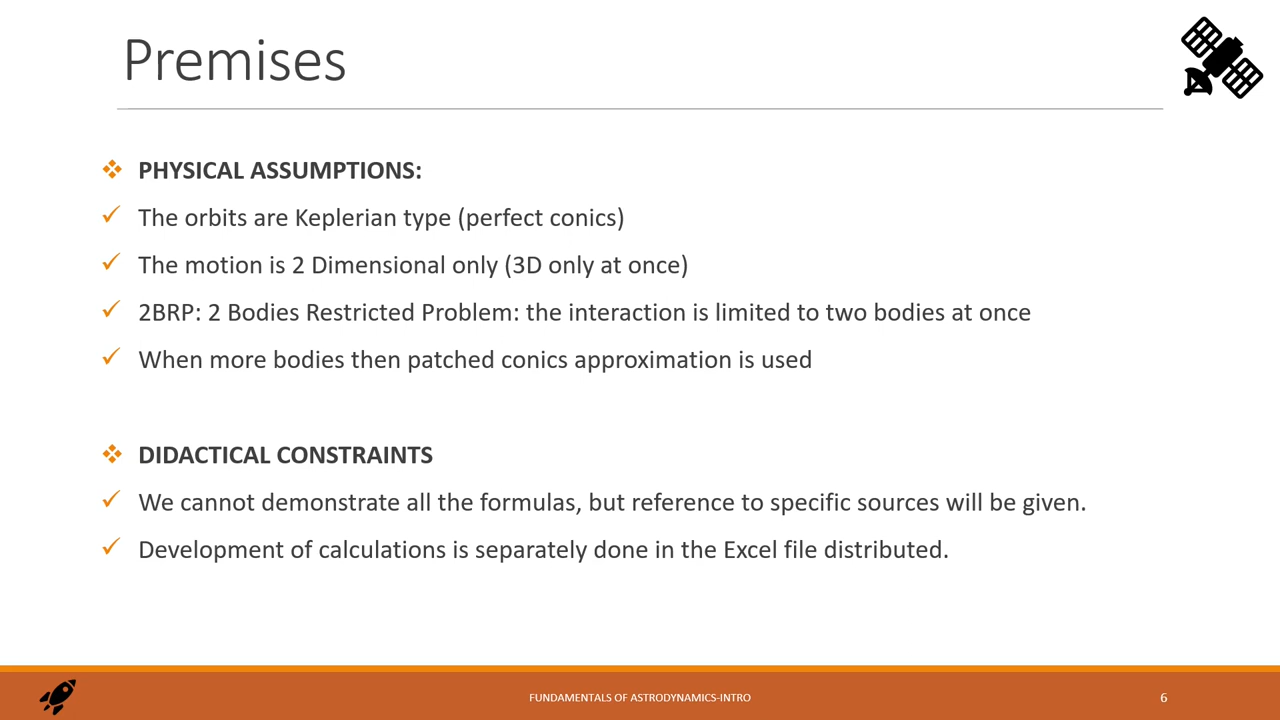 Premises
PHYSICAL ASSUMPTIONS:
The orbits are Keplerian type (perfect conics)
The motion is 2 Dimensional only (3D only at once)
2BRP: 2 Bodies Restricted Problem: the interaction is limited to two bodies at once
When more bodies then patched conics approximation is used
DIDACTICAL CONSTRAINTS
We cannot demonstrate all the formulas, but reference to specific sources will be given.
Development of calculations is separately done in the Excel file distributed.
FUNDAMENTALS OF ASTRODYNAMICS-INTRO
6